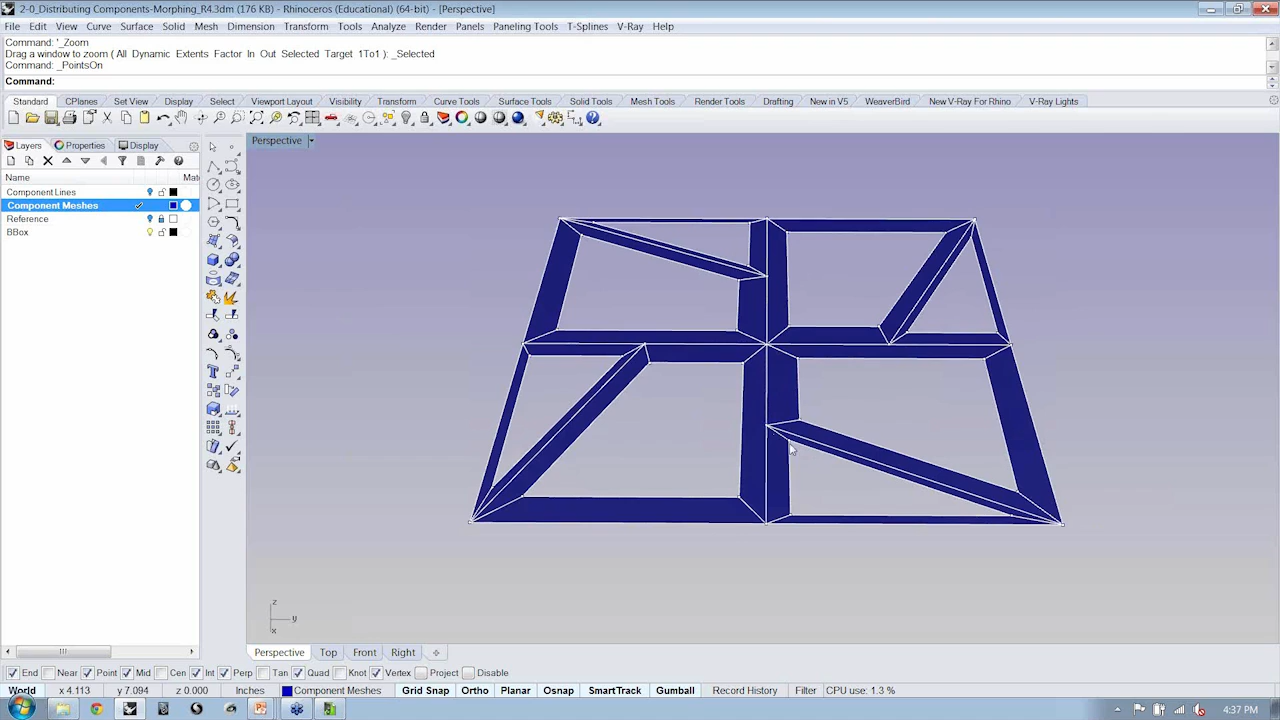 2-0_Distributing Components-Morphing_R4.3dm (176 KB) - Rhinoceros (Educational) (64-bit) - [Perspective]
File Edit View Curve Surface Solid Mesh Dimension Transform Tools Analyze Render Panels Paneling Tools T-Splines V-Ray Help
Command: '_Zoom
Drag a window to zoom ( All Dynamic Extents Factor In Out Selected Target 1To1 ): _Selected
Command: _PointsOn
Command:
Standard CPlanes Set View Display Select Viewport Layout Visibility Transform Curve Tools Surface Tools Solid Tools Mesh Tools Render Tools Drafting New in V5 WeaverBird New V-Ray For Rhino V-Ray Lights
Layers Properties Display
Perspective
Name Mate
Component Lines
Component Meshes
Reference
BBox
z
y
x
Perspective Top Front Right
End Near Point Mid Cen Int Perp Tan Quad Knot Vertex Project Disable
World x 4.113 y 7.094 z 0.000 Inches Component Meshes Grid Snap Ortho Planar Osnap SmartTrack Gumball Record History Filter CPU use: 1.3 %
4:37 PM